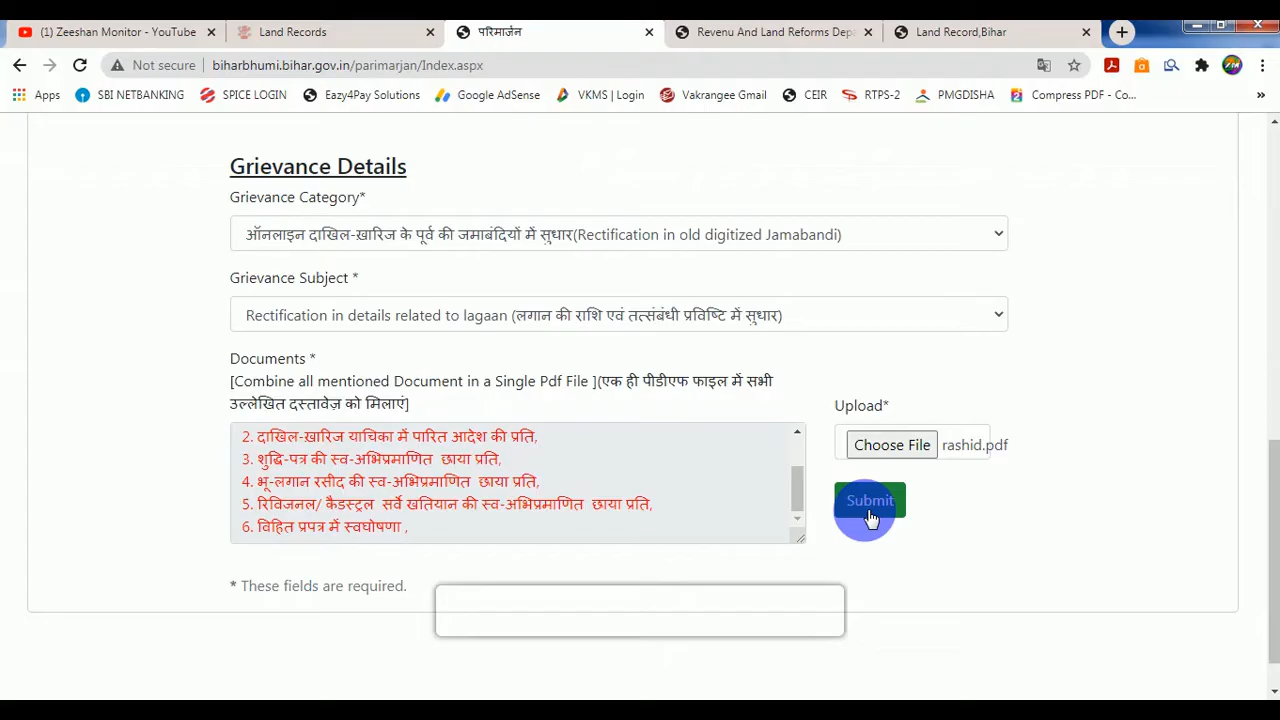 (1) Zeeshan Monitor - YouTube
Land Records
परिमार्जन
Revenu And Land Reforms Depa
Land Record,Bihar
Not secure
biharbhumi.bihar.gov.in/parimarjan/Index.aspx
Apps
SBI NETBANKING
SPICE LOGIN
Eazy4Pay Solutions
Google AdSense
VKMS | Login
Vakrangee Gmail
CEIR
RTPS-2
PMGDISHA
Compress PDF - Co...
»
Grievance Details
Grievance Category*
ऑनलाइन दाखिल-ख़ारिज के पूर्व की जमाबंदियों में सुधार(Rectification in old digitized Jamabandi)
Grievance Subject *
Rectification in details related to lagaan (लगान की राशि एवं तत्संबंधी प्रविष्टि में सुधार)
Documents *
[Combine all mentioned Document in a Single Pdf File ](एक ही पीडीएफ फाइल में सभी
उल्लेखित दस्तावेज़ को मिलाएं]
2. दाखिल-ख़ारिज याचिका में पारित आदेश की प्रति,
3. शुद्धि-पत्र की स्व-अभिप्रमाणित छाया प्रति,
4. भू-लगान रसीद की स्व-अभिप्रमाणित छाया प्रति,
5. रिविजनल/ कैडस्ट्रल सर्वे खतियान की स्व-अभिप्रमाणित छाया प्रति,
6. विहित प्रपत्र में स्वघोषणा ,
Upload*
Choose File rashid.pdf
Submit
* These fields are required.